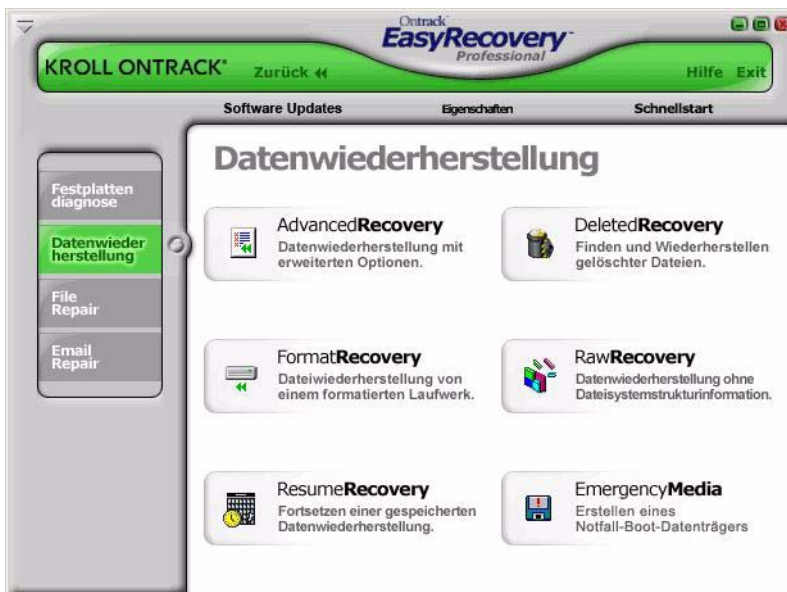 Ontrack
EasyRecovery
Professional
KROLL ONTRACK®
Zurück
Hilfe Exit
Software Updates
Eigenschaften
Schnellstart
Datenwiederherstellung
Festplatten
diagnose
Datenwieder
herstellung
File
Repair
Email
Repair
AdvancedRecovery
Datenwiederherstellung mit
erweiterten Optionen.
DeletedRecovery
Finden und Wiederherstellen
gelöschter Dateien.
FormatRecovery
Dateiwiederherstellung von
einem formatierten Laufwerk.
RawRecovery
Datenwiederherstellung ohne
Dateisystemstrukturinformation.
ResumeRecovery
Fortsetzen einer gespeicherten
Datenwiederherstellung.
EmergencyMedia
Erstellen eines
Notfall-Boot-Datenträgers